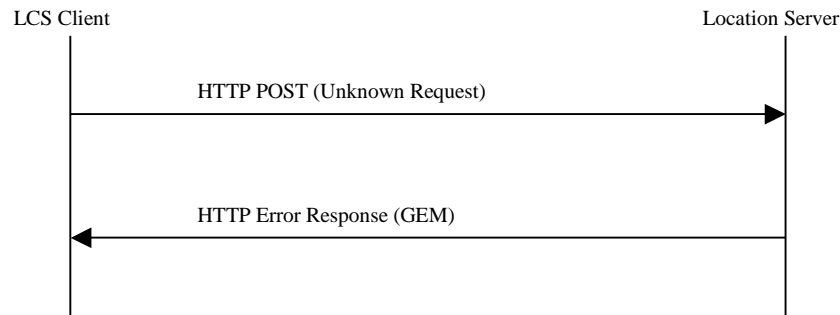 LCS Client
Location Server
HTTP POST (Unknown Request)
HTTP Error Response (GEM)